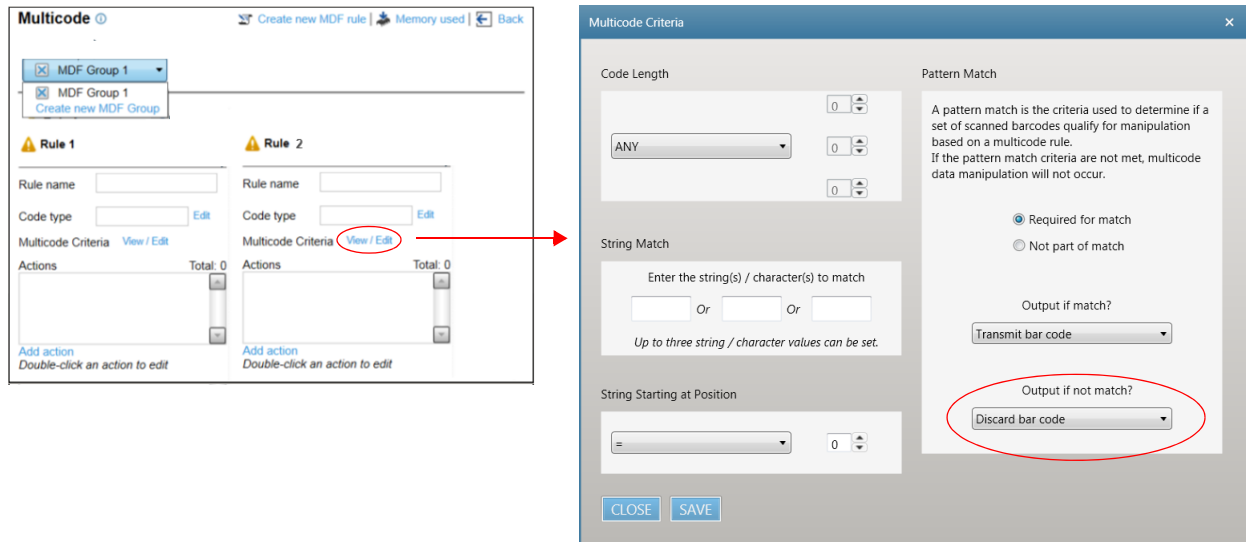 Multicode
Create new MDF rule | Memory used | Back
MDF Group 1
MDF Group 1
Create new MDF Group
Rule 1
Rule name
Code type
Edit
Multicode Criteria
View / Edit
Actions
Total: 0
Add action
Double-click an action to edit
Rule 2
Rule name
Code type
Edit
Multicode Criteria
View / Edit
Actions
Total: 0
Add action
Double-click an action to edit
Multicode Criteria
Code Length
ANY
0
0
0
String Match
Enter the string(s) / character(s) to match
Or
Or
Up to three string / character values can be set.
String Starting at Position
=
0
CLOSE
SAVE
Pattern Match
A pattern match is the criteria used to determine if a
set of scanned barcodes qualify for manipulation
based on a multicode rule.
If the pattern match criteria are not met, multicode
data manipulation will not occur.
Required for match
Not part of match
Output if match?
Transmit bar code
Output if not match?
Discard bar code